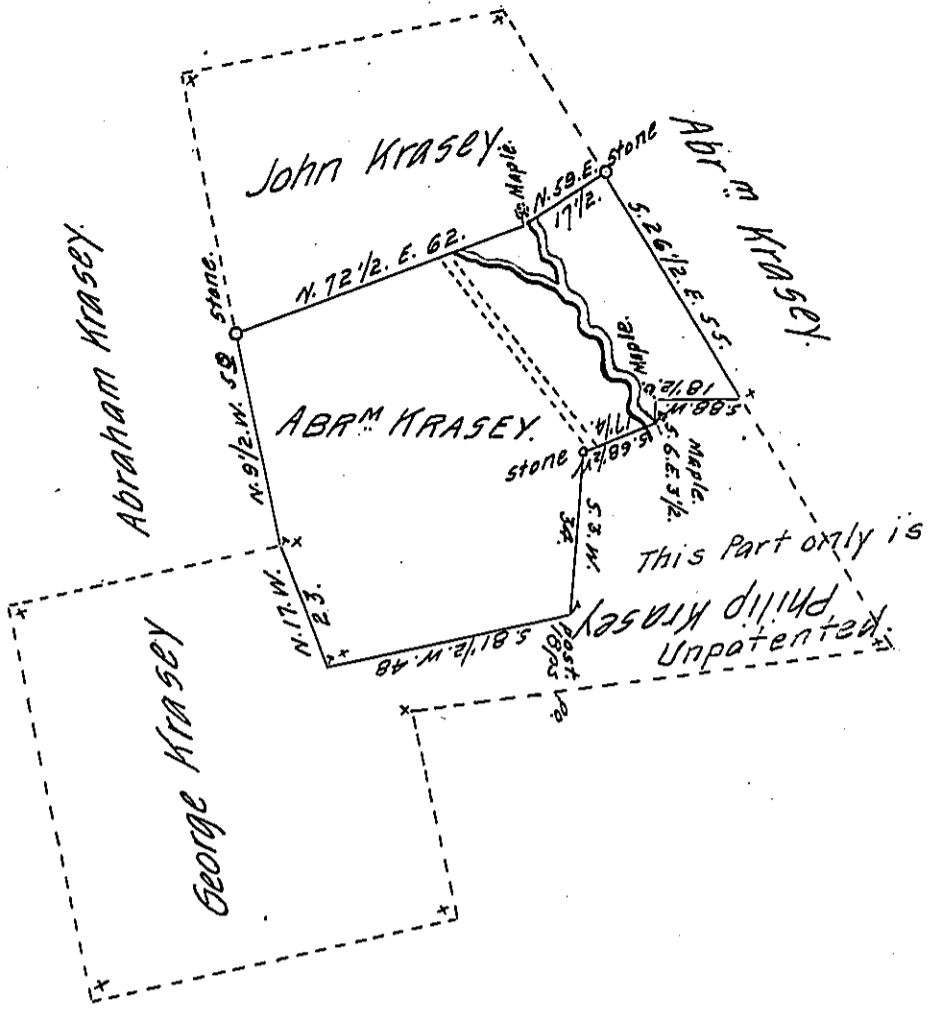 John Krasey.
Abr.m Krasey.
Abraham Krasey.
stone.
N. 72 1/2. E. 62.
Maple.
N. 59. E.
17 1/2.
stone
S. 26 1/2. E. 55.
N. 9 1/2. W. 59
ABR.M KRASEY.
Maple.
18 1/2.
S. 88. W.
S. 6. E. 3 1/2.
Maple.
S. 68 1/2 W
17 1/4.
stone
S. 3. W.
34.
N. 17. W.
23.
S. 81 1/2. W. 48
Post.
This Part only is
Philip Krasey
Unpatented.
George Krasey